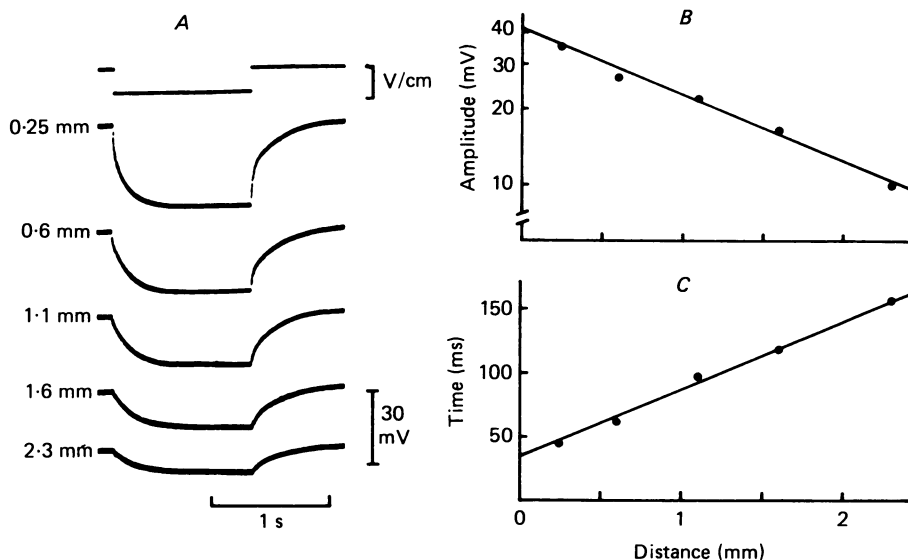 A
V/cm
0·25 mm
0·6 mm
1·1 mm
1·6 mm
2·3 mm
30
mV
1 s
B
Amplitude (mV)
40
30
20
10
C
Time (ms)
150
100
50
0
1
2
Distance (mm)